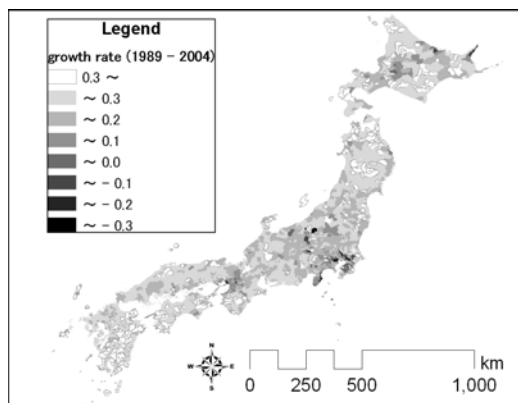 Legend
growth rate (1989 - 2004)
0.3 ～
～ 0.3
～ 0.2
～ 0.1
～ 0.0
～ - 0.1
～ - 0.2
～ - 0.3
N
W E
S
km
0 250 500 1,000